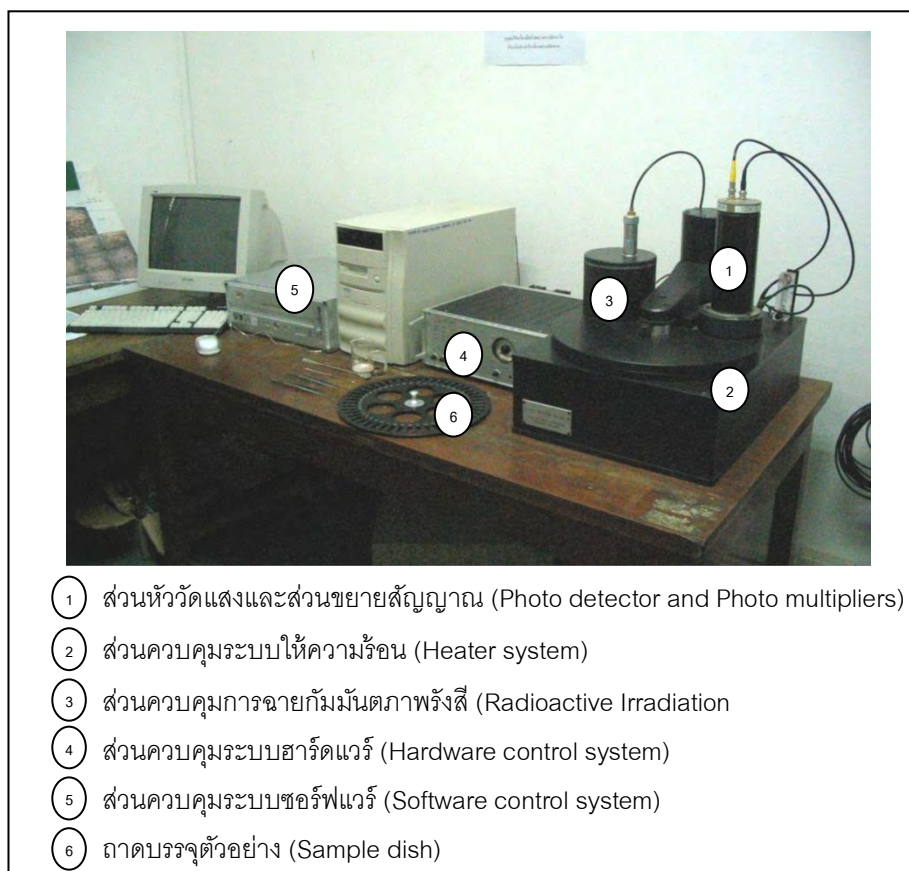 5
1
3
4
2
6
1 ส่วนหัววัดแสงและส่วนขยายสัญญาณ (Photo detector and Photo multipliers)
2 ส่วนควบคุมระบบให้ความร้อน (Heater system)
3 ส่วนควบคุมการฉายกัมมันตภาพรังสี (Radioactive Irradiation
4 ส่วนควบคุมระบบฮาร์ดแวร์ (Hardware control system)
5 ส่วนควบคุมระบบซอร์ฟแวร์ (Software control system)
6 ถาดบรรจุตัวอย่าง (Sample dish)